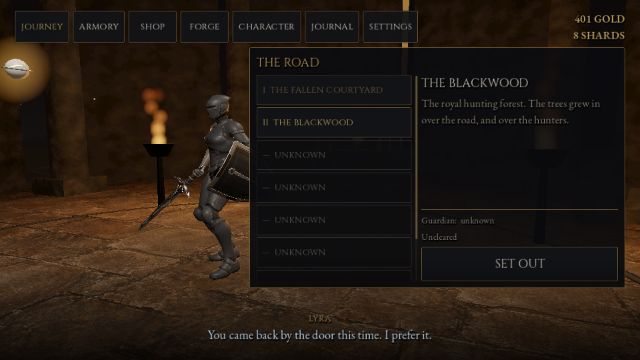 JOURNEY
ARMORY
SHOP
FORGE
CHARACTER
JOURNAL
SETTINGS
401 GOLD
8 SHARDS
THE ROAD
I THE FALLEN COURTYARD
II THE BLACKWOOD
— UNKNOWN
— UNKNOWN
— UNKNOWN
— UNKNOWN
THE BLACKWOOD
The royal hunting forest. The trees grew in
over the road, and over the hunters.
Guardian: unknown
Uncleared
SET OUT
LYRA
You came back by the door this time. I prefer it.